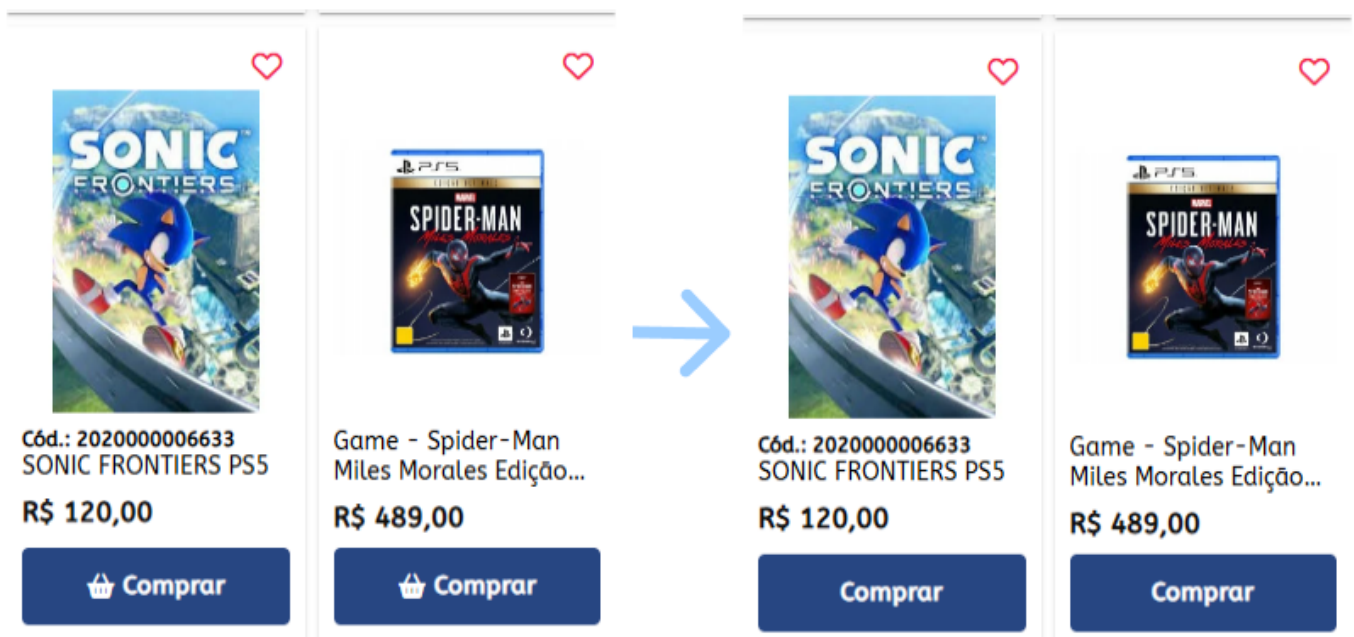 SONIC
FRONTIERS
Cód.: 2020000006633
SONIC FRONTIERS PS5
R$ 120,00
Comprar
PS5
SPIDER-MAN
MILES MORALES
Game - Spider-Man
Miles Morales Edição...
R$ 489,00
Comprar
SONIC
FRONTIERS
Cód.: 2020000006633
SONIC FRONTIERS PS5
R$ 120,00
Comprar
PS5
SPIDER-MAN
MILES MORALES
Game - Spider-Man
Miles Morales Edição...
R$ 489,00
Comprar